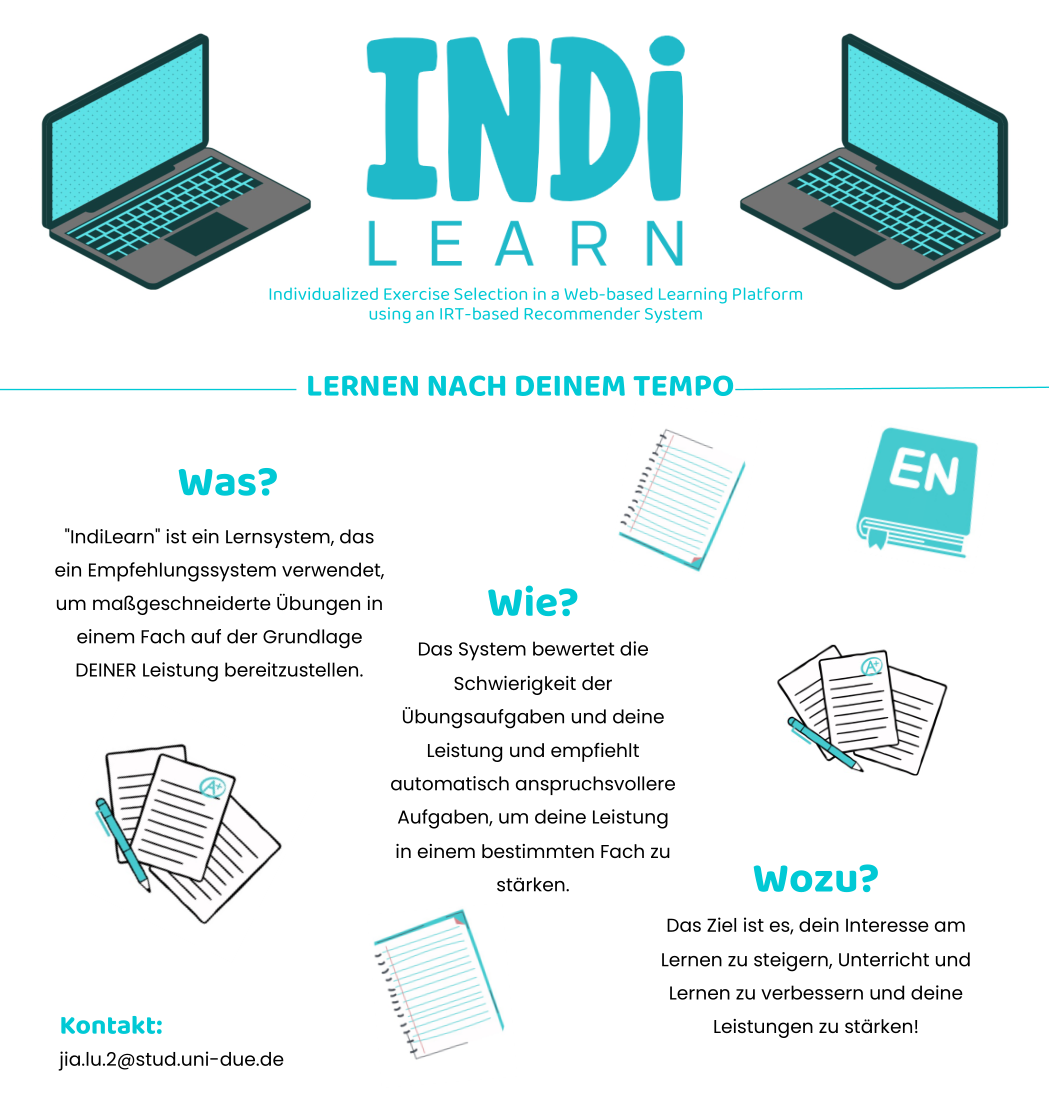 INDi
LEARN
Individualized Exercise Selection in a Web-based Learning Platform
using an IRT-based Recommender System
LERNEN NACH DEINEM TEMPO
EN
Was?
"IndiLearn" ist ein Lernsystem, das
ein Empfehlungssystem verwendet,
um maßgeschneiderte Übungen in
einem Fach auf der Grundlage
DEINER Leistung bereitzustellen.
Wie?
Das System bewertet die
Schwierigkeit der
Übungsaufgaben und deine
Leistung und empfiehlt
automatisch anspruchsvollere
Aufgaben, um deine Leistung
in einem bestimmten Fach zu
stärken.
A+
A+
Wozu?
Das Ziel ist es, dein Interesse am
Lernen zu steigern, Unterricht und
Lernen zu verbessern und deine
Leistungen zu stärken!
Kontakt:
jia.lu.2@stud.uni-due.de